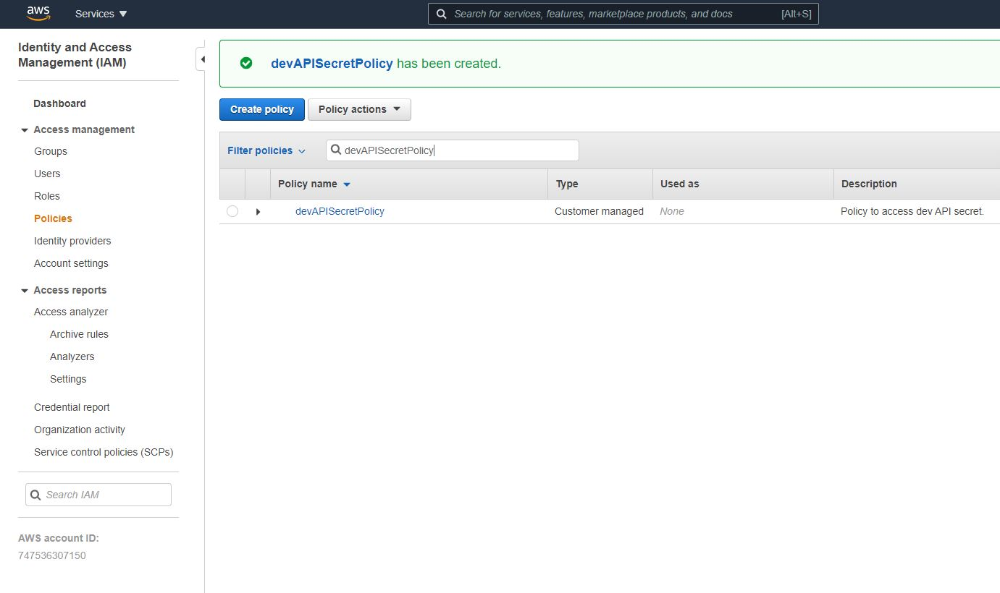 aws
Services
Search for services, features, marketplace products, and docs
[Alt+S]
Identity and Access
Management (IAM)
Dashboard
Access management
Groups
Users
Roles
Policies
Identity providers
Account settings
Access reports
Access analyzer
Archive rules
Analyzers
Settings
Credential report
Organization activity
Service control policies (SCPs)
Search IAM
AWS account ID:
747536307150
devAPISecretPolicy has been created.
Create policy
Policy actions
Filter policies
devAPISecretPolicy
Policy name
Type
Used as
Description
devAPISecretPolicy
Customer managed
None
Policy to access dev API secret.